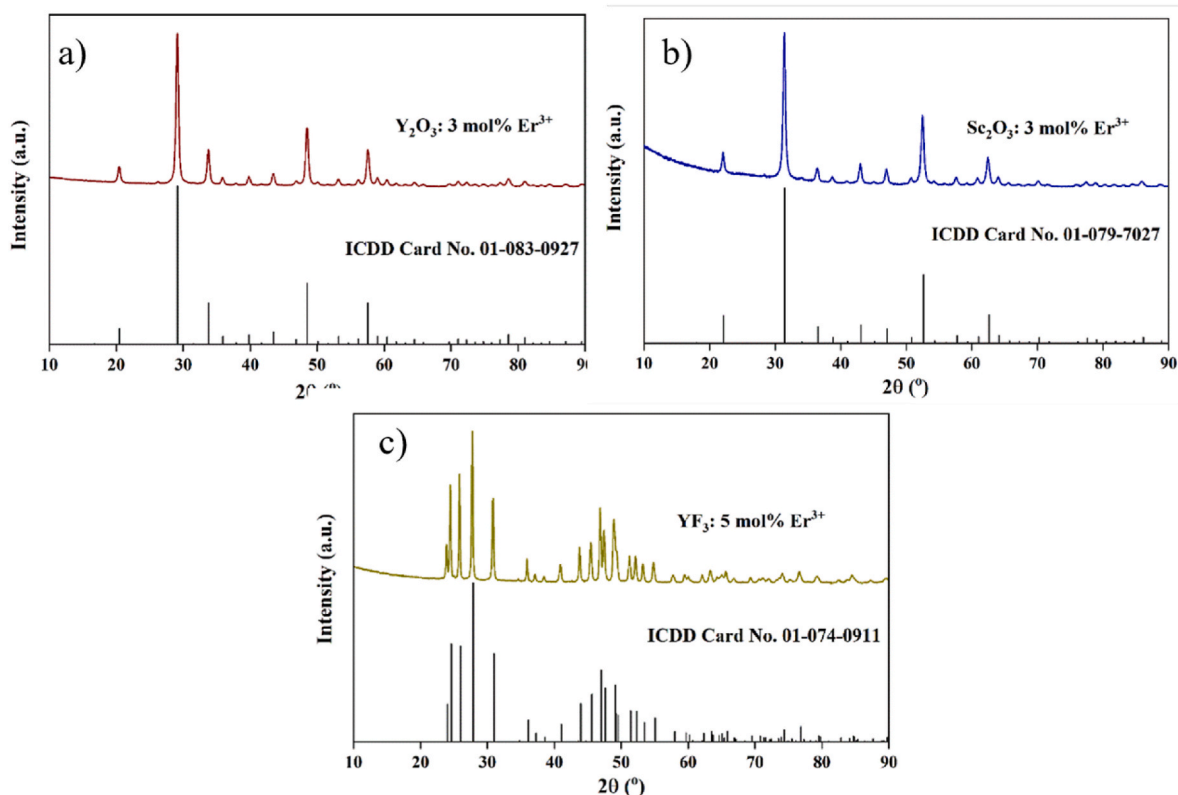 a)
Intensity (a.u.)
Y₂O₃: 3 mol% Er³⁺
ICDD Card No. 01-083-0927
10 20 30 40 50 60 70 80 90
b)
Intensity (a.u.)
Sc₂O₃: 3 mol% Er³⁺
ICDD Card No. 01-079-7027
10 20 30 40 50 60 70 80 90
2θ (º)
c)
Intensity (a.u.)
YF₃: 5 mol% Er³⁺
ICDD Card No. 01-074-0911
10 20 30 40 50 60 70 80 90
2θ (º)